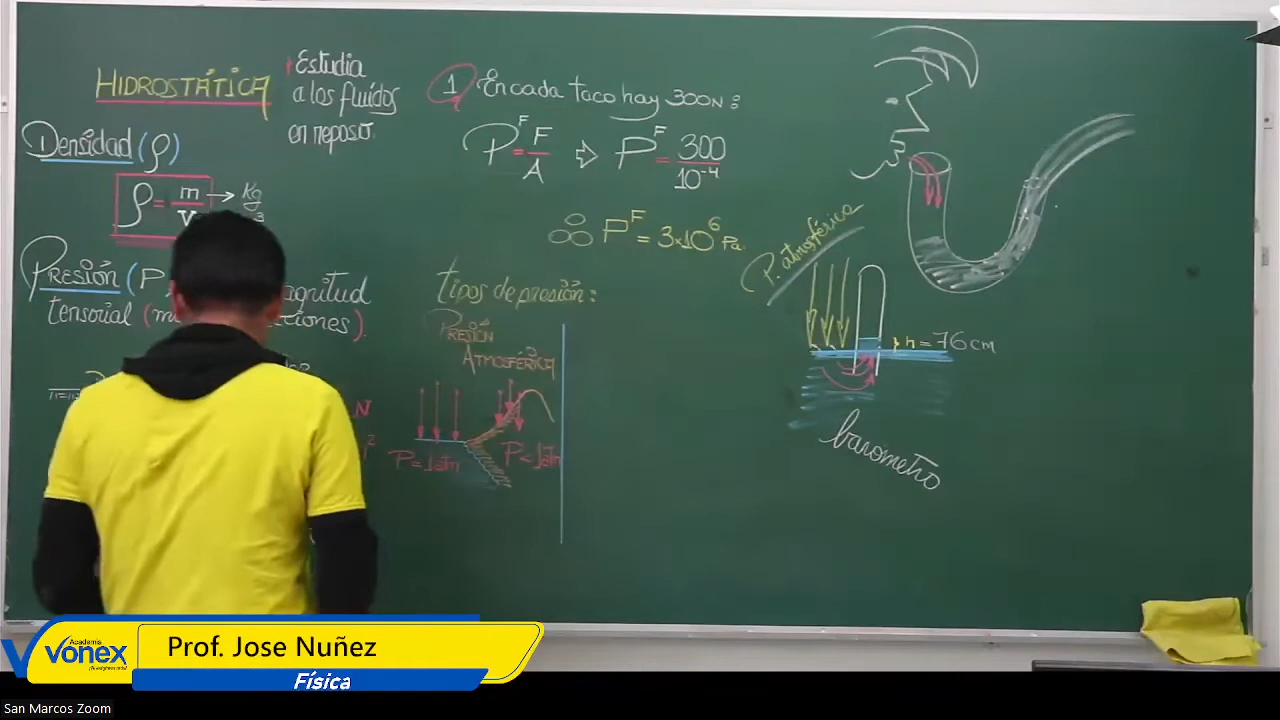 HIDROSTÁTICA
Estudia
a los fluidos
en reposo.
Densidad (ρ)
ρ = m/V → Kg
PRESIÓN (P
tensorial
ciones).
N
1 En cada taco hay 300N:
P^F = F/A ⇒ P^F = 300/10⁻⁴
∴ P^F = 3×10⁶ Pa.
tipos de presión:
PRESIÓN
ATMOSFÉRICA
P = 1atm
P < 1atm
P. atmosférica
h = 76 cm
barómetro
Academia
vonex
Prof. Jose Nuñez
Física
San Marcos Zoom